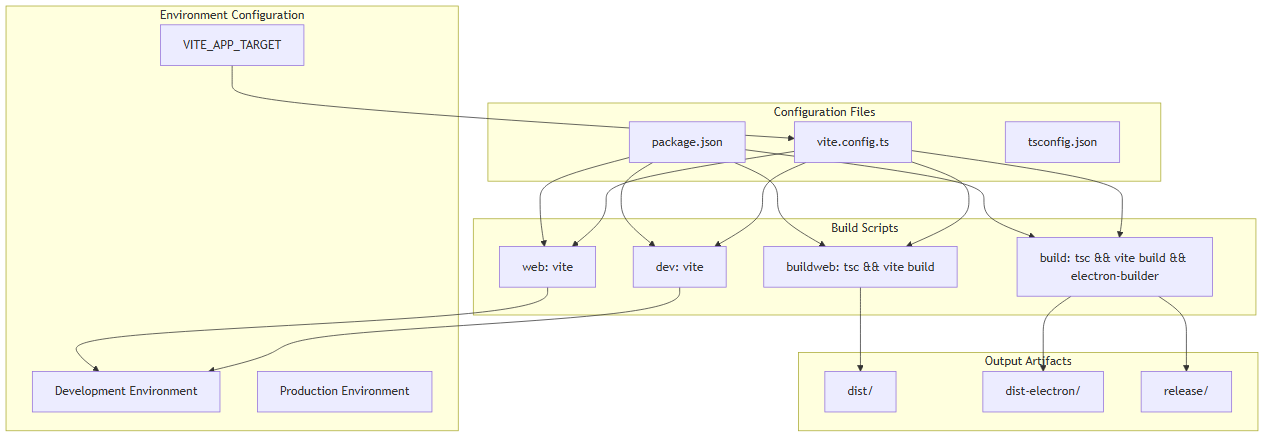 Environment Configuration
VITE_APP_TARGET
Configuration Files
package.json
vite.config.ts
tsconfig.json
Build Scripts
web: vite
dev: vite
buildweb: tsc && vite build
build: tsc && vite build &&
electron-builder
Output Artifacts
Development Environment
Production Environment
dist/
dist-electron/
release/